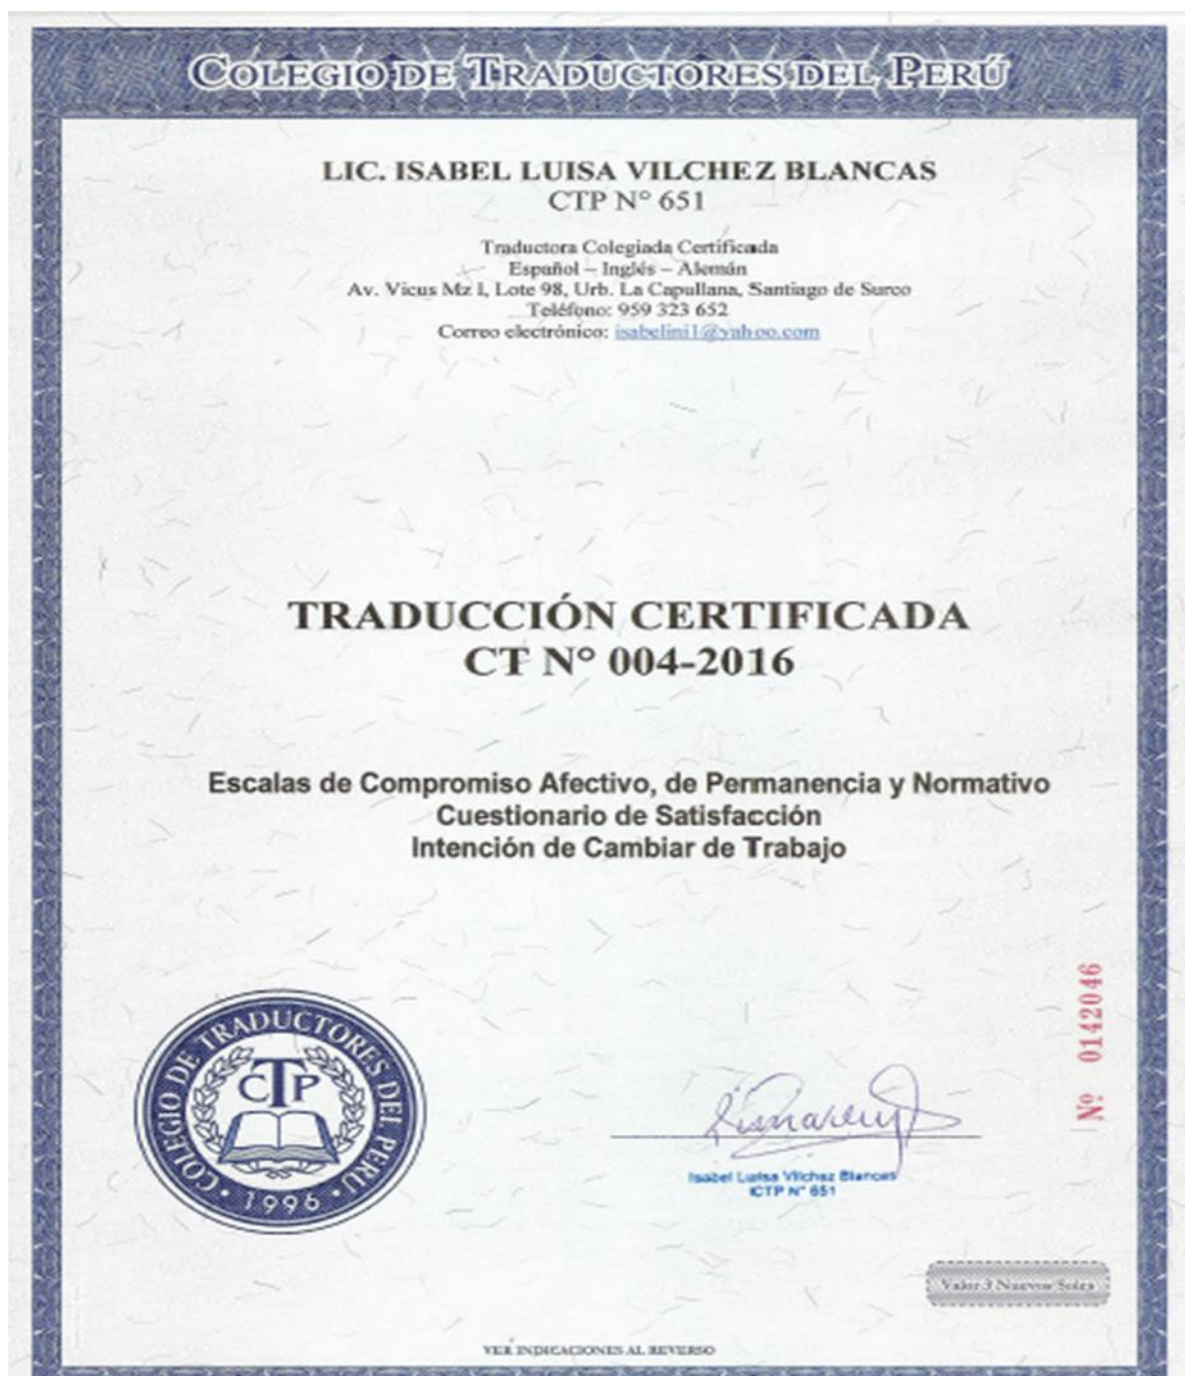 COLEGIO DE TRADUCTORES DEL PERÚ
LIC. ISABEL LUISA VILCHEZ BLANCAS
CTP N° 651
Traductora Colegiada Certificada
Español – Inglés – Alemán
Av. Vicus Mz I, Lote 98, Urb. La Capullana, Santiago de Surco
Teléfono: 959 323 652
Correo electrónico: isabelini1@yahoo.com
TRADUCCIÓN CERTIFICADA
CT N° 004-2016
Escalas de Compromiso Afectivo, de Permanencia y Normativo
Cuestionario de Satisfacción
Intención de Cambiar de Trabajo
COLEGIO DE TRADUCTORES DEL PERU
CTP
· 1996 ·
Nº 0142046
Isabel Luisa Vilchez Blancas
CTP N° 651
Valor 3 Nuevos Soles
VER INDICACIONES AL REVERSO